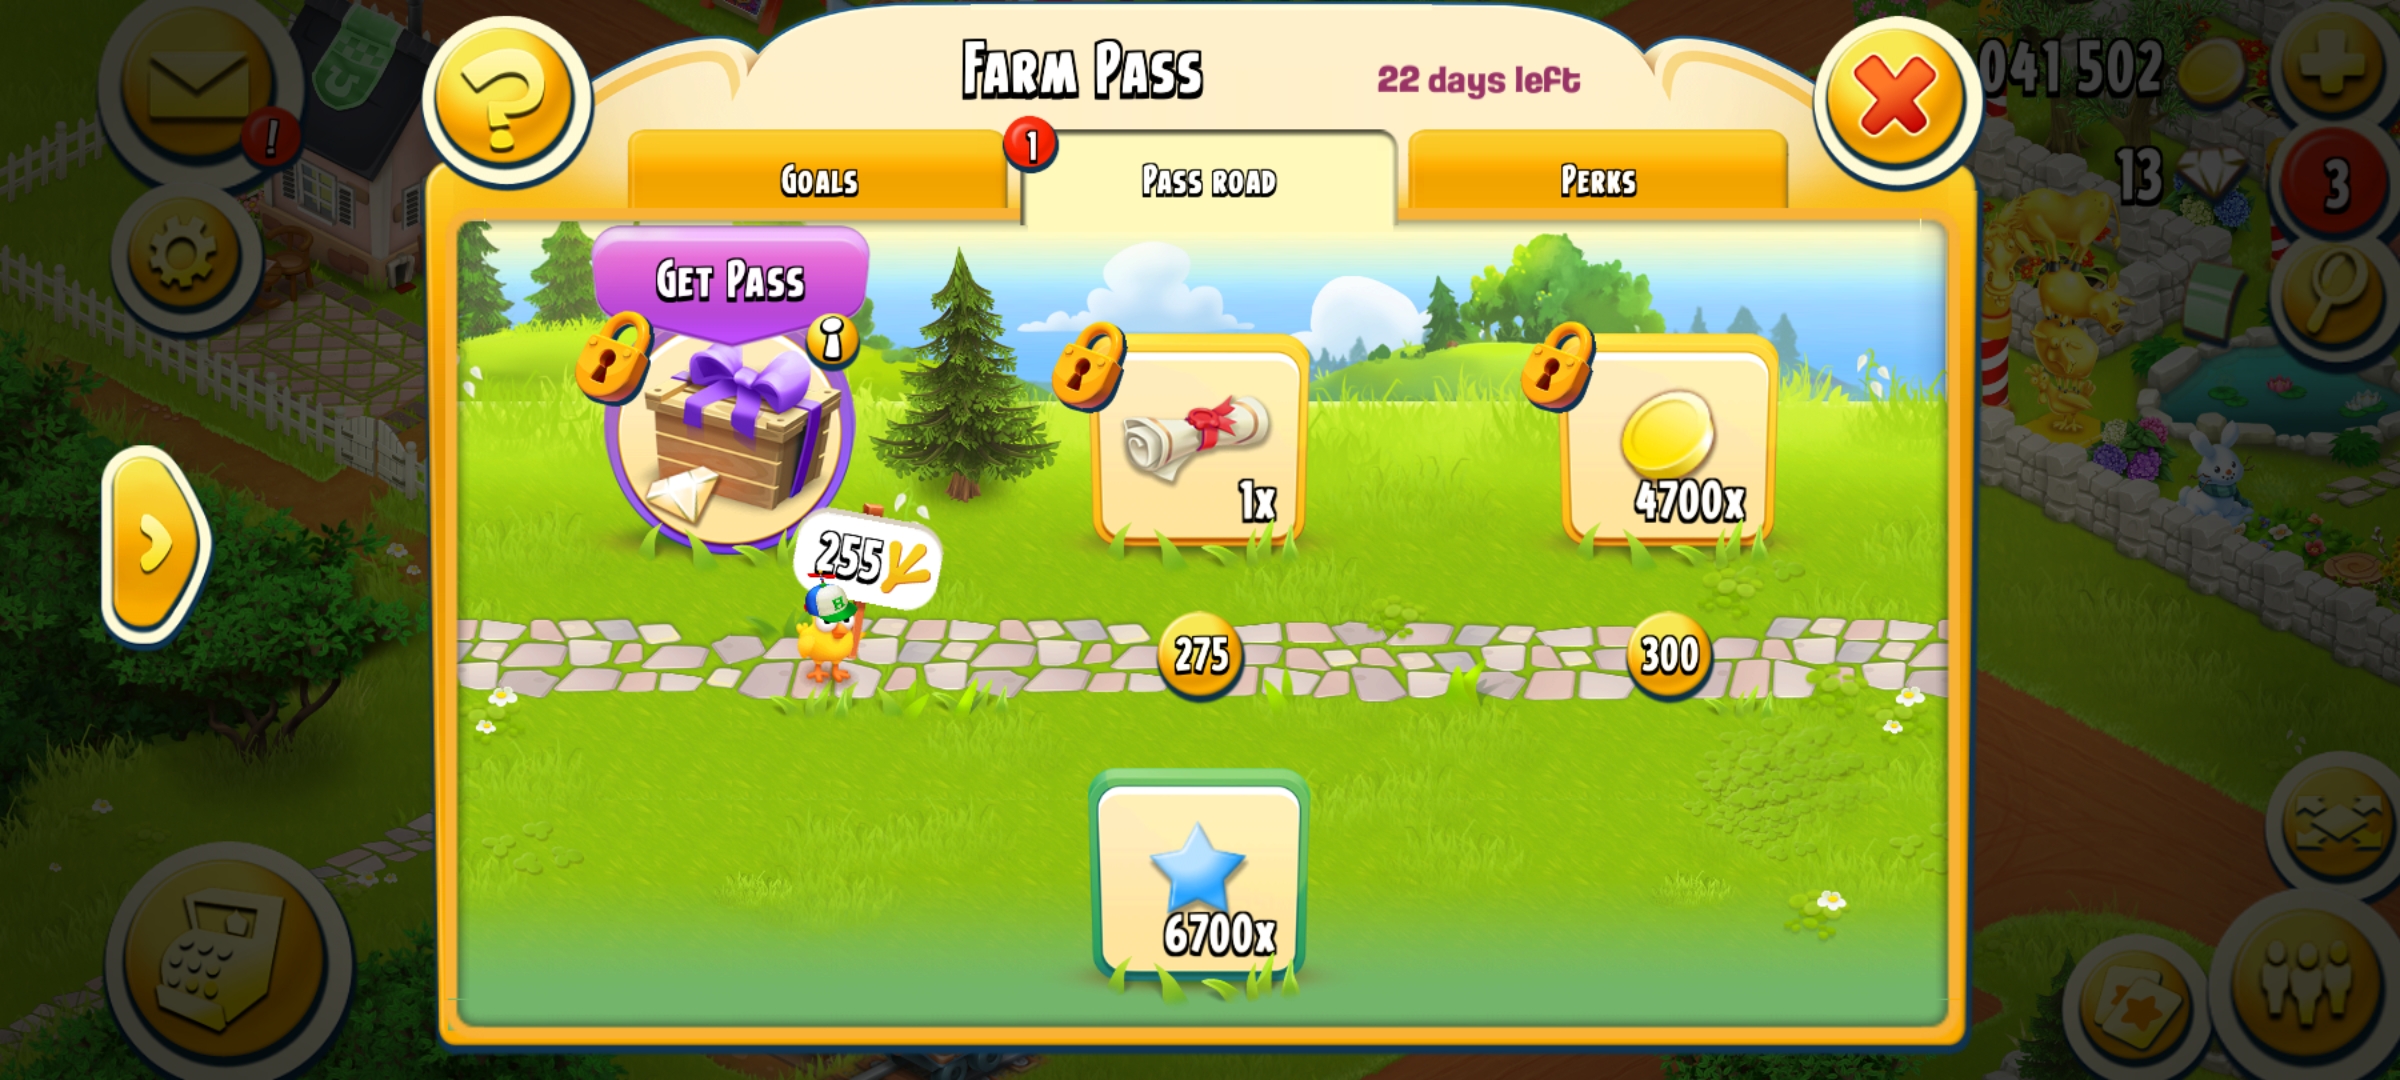 FARM PASS
22 days left
041 502
!
1
GOALS
PASS ROAD
PERKS
13
3
GET PASS
i
1x
4700x
255
H
275
300
6700x